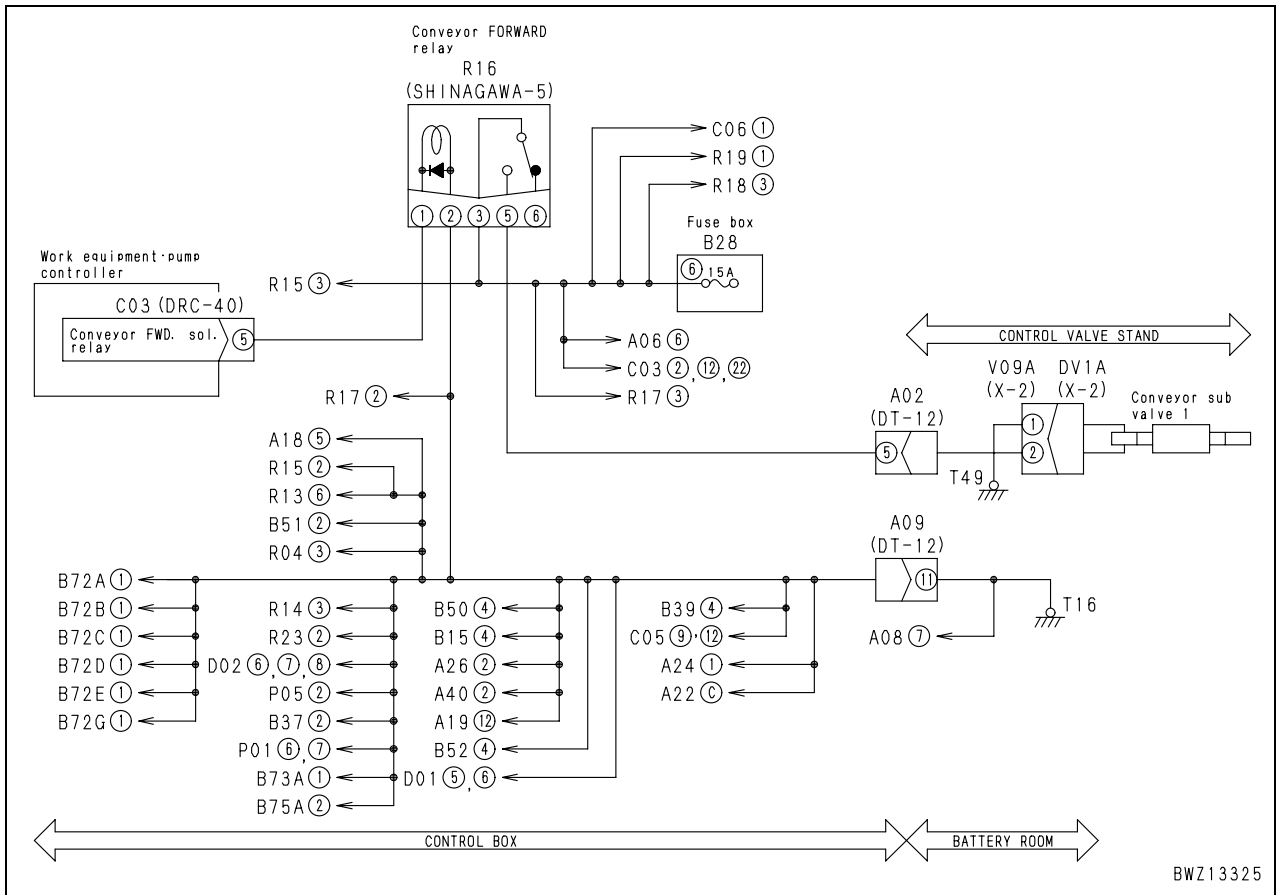 Conveyor FORWARD
relay
R16
(SHINAGAWA-5)
1 2 3 5 6
C06 1
R19 1
R18 3
Fuse box
B28
6 15A
Work equipment·pump
controller
C03 (DRC-40)
Conveyor FWD. sol.
relay
5
R15 3
A06 6
C03 2, 12, 22
R17 3
R17 2
CONTROL VALVE STAND
V09A
(X-2)
DV1A
(X-2)
1
2
Conveyor sub
valve 1
A02
(DT-12)
5
T49
A18 5
R15 2
R13 6
B51 2
R04 3
A09
(DT-12)
11
T16
A08 7
B72A 1
B72B 1
B72C 1
B72D 1
B72E 1
B72G 1
R14 3
R23 2
D02 6, 7, 8
P05 2
B37 2
P01 6, 7
B73A 1
B75A 2
B50 4
B15 4
A26 2
A40 2
A19 12
B52 4
D01 5, 6
B39 4
C05 9, 12
A24 1
A22 C
CONTROL BOX
BATTERY ROOM
BWZ13325